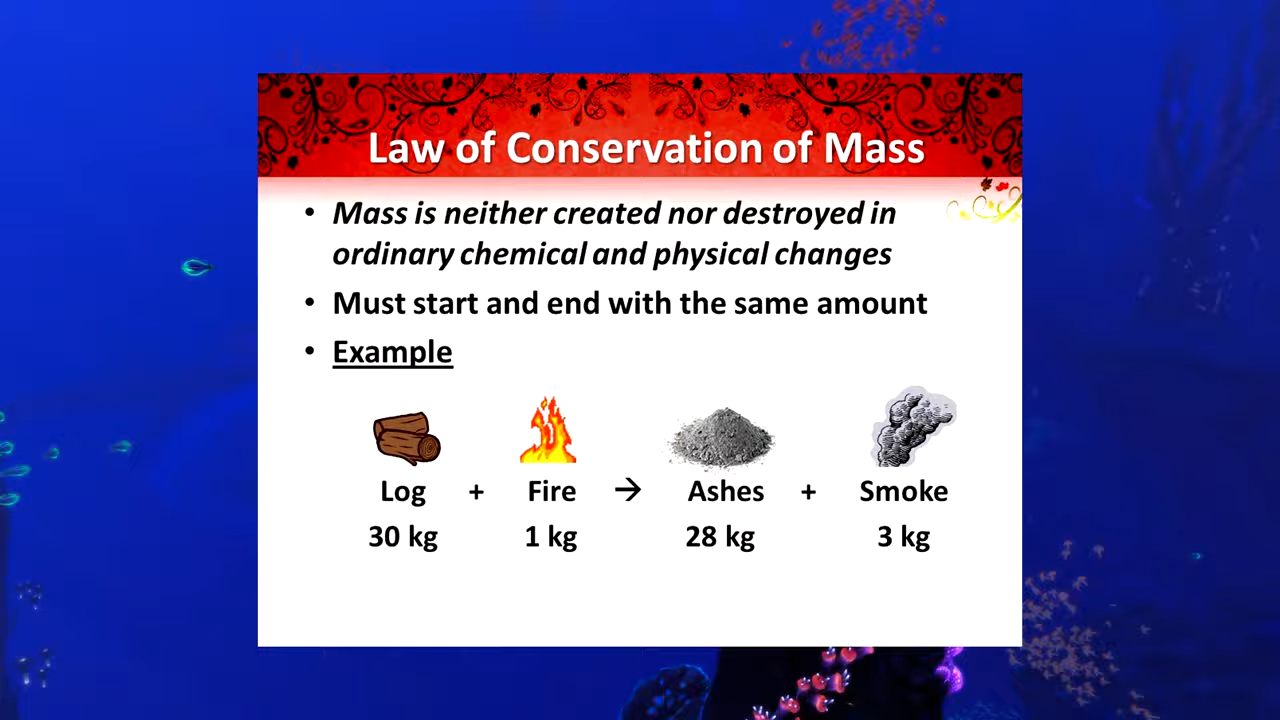 Law of Conservation of Mass
• Mass is neither created nor destroyed in
ordinary chemical and physical changes
• Must start and end with the same amount
• Example
Log + Fire → Ashes + Smoke
30 kg 1 kg 28 kg 3 kg